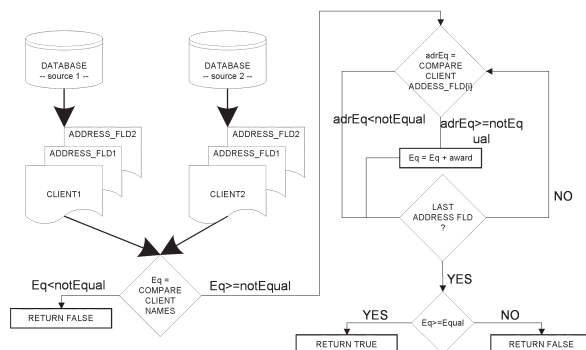 DATABASE
-- source 1 --
DATABASE
-- source 2 --
ADDRESS_FLD2
ADDRESS_FLD1
CLIENT1
ADDRESS_FLD2
ADDRESS_FLD1
CLIENT2
Eq =
COMPARE
CLIENT
NAMES
Eq<notEqual
Eq>=notEqual
RETURN FALSE
adrEq =
COMPARE
CLIENT
ADDESS_FLD{i}
adrEq<notEqual
adrEq>=notEq
ual
Eq = Eq + award
NO
LAST
ADDRESS FLD
?
YES
Eq>=Equal
YES
NO
RETURN TRUE
RETURN FALSE